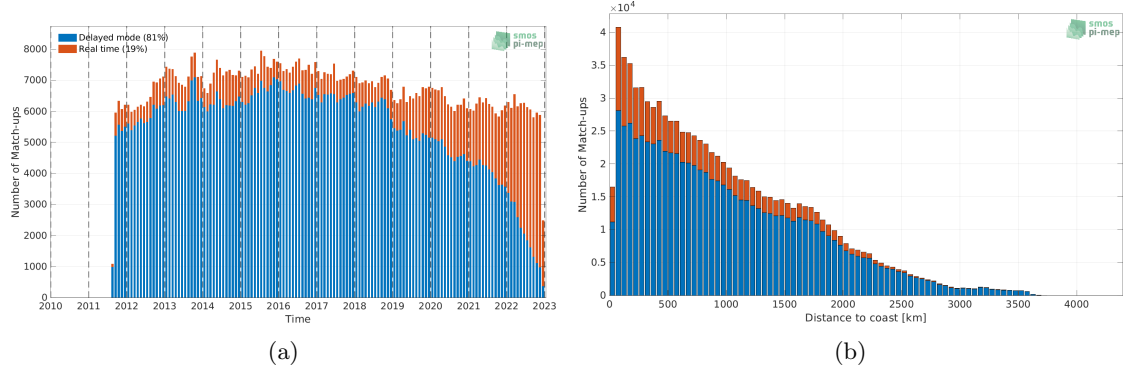 Delayed mode (81%)
Real time (19%)
smos
pi-mep
8000
7000
6000
5000
4000
3000
2000
1000
0
Number of Match-ups
2010 2011 2012 2013 2014 2015 2016 2017 2018 2019 2020 2021 2022 2023
Time
(a)
×10⁴
smos
pi-mep
4
3.5
3
2.5
2
1.5
1
0.5
0
Number of Match-ups
0 500 1000 1500 2000 2500 3000 3500 4000
Distance to coast [km]
(b)